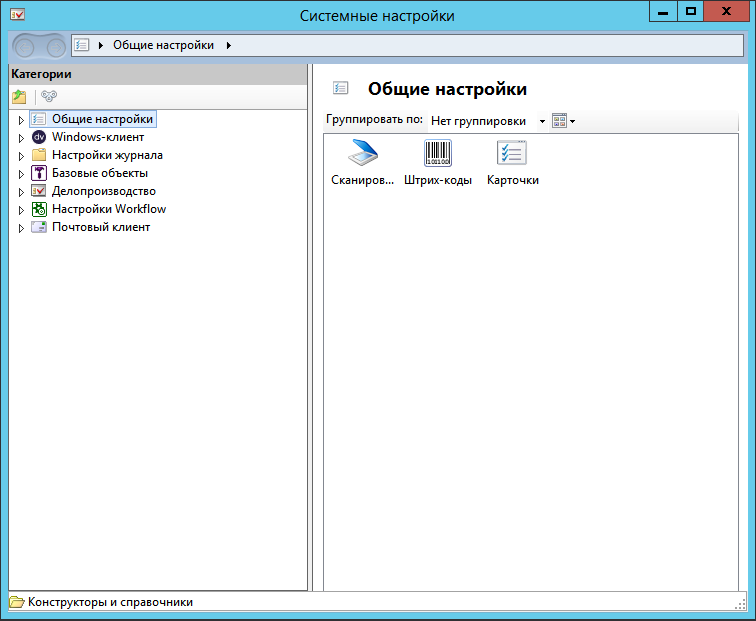 Системные настройки
Общие настройки
Категории
Общие настройки
Windows-клиент
Настройки журнала
Базовые объекты
Делопроизводство
Настройки Workflow
Почтовый клиент
Общие настройки
Группировать по: Нет группировки
Сканиров... Штрих-коды Карточки
Конструкторы и справочники